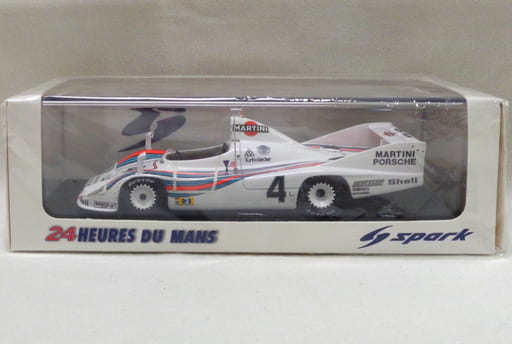 MARTINI
Turbolader
4
MARTINI
PORSCHE
Shell
24 HEURES DU MANS
spark